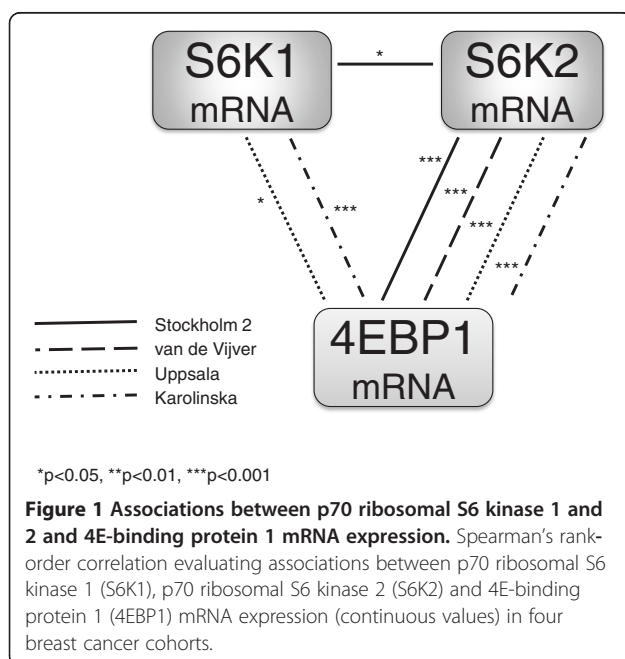 S6K1
mRNA
*
S6K2
mRNA
*
***
***
***
***
***
4EBP1
mRNA
Stockholm 2
van de Vijver
Uppsala
Karolinska
*p<0.05, **p<0.01, ***p<0.001
Figure 1 Associations between p70 ribosomal S6 kinase 1 and
2 and 4E-binding protein 1 mRNA expression. Spearman's rank-
order correlation evaluating associations between p70 ribosomal S6
kinase 1 (S6K1), p70 ribosomal S6 kinase 2 (S6K2) and 4E-binding
protein 1 (4EBP1) mRNA expression (continuous values) in four
breast cancer cohorts.